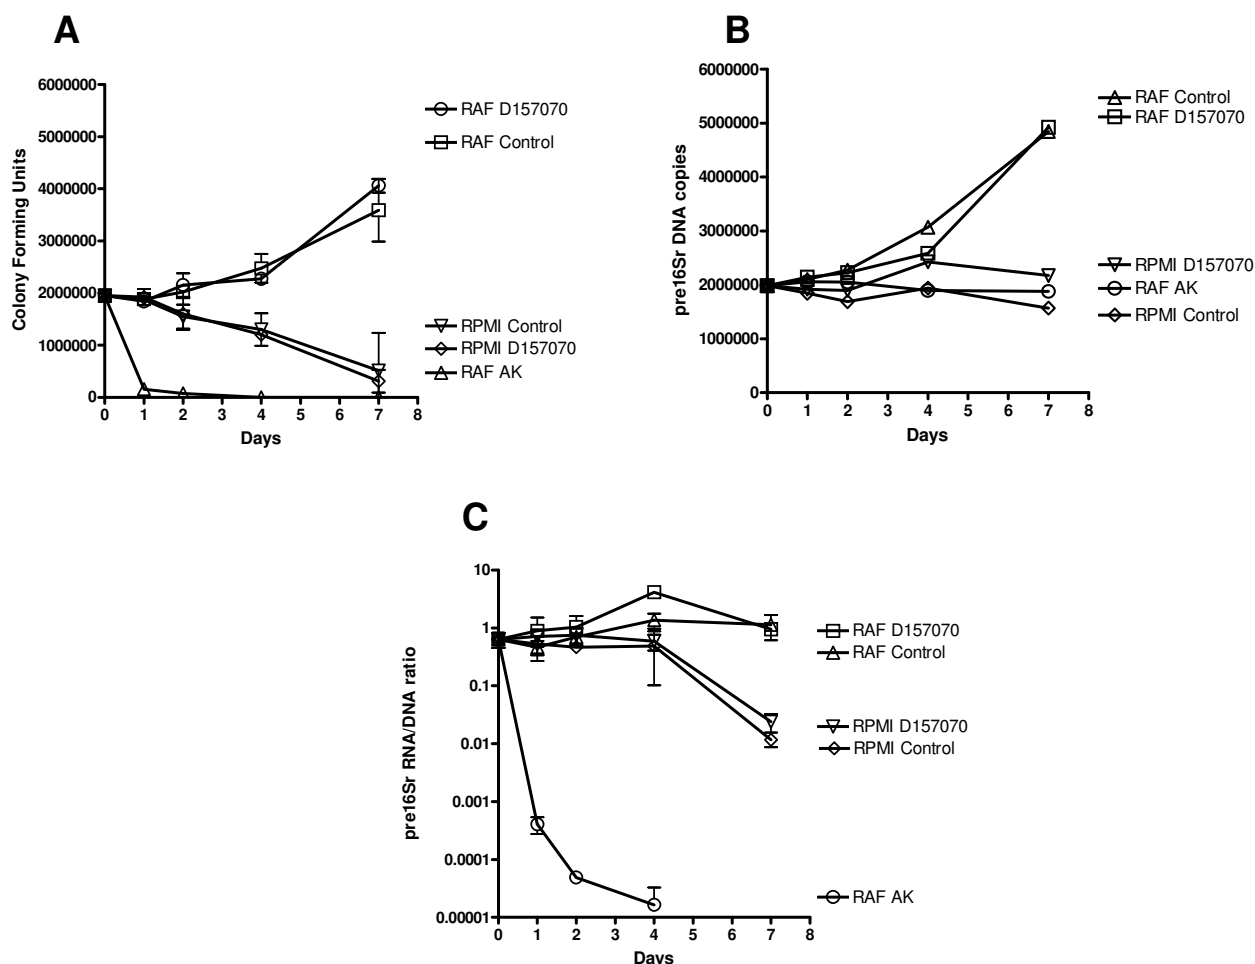 A
Colony Forming Units
6000000
5000000
4000000
3000000
2000000
1000000
0
0 1 2 3 4 5 6 7 8
Days
RAF D157070
RAF Control
RPMI Control
RPMI D157070
RAF AK
B
pre16Sr DNA copies
6000000
5000000
4000000
3000000
2000000
1000000
0
0 1 2 3 4 5 6 7 8
Days
RAF Control
RAF D157070
RPMI D157070
RAF AK
RPMI Control
C
pre16Sr RNA/DNA ratio
10
1
0.1
0.01
0.001
0.0001
0.00001
0 1 2 3 4 5 6 7 8
Days
RAF D157070
RAF Control
RPMI D157070
RPMI Control
RAF AK